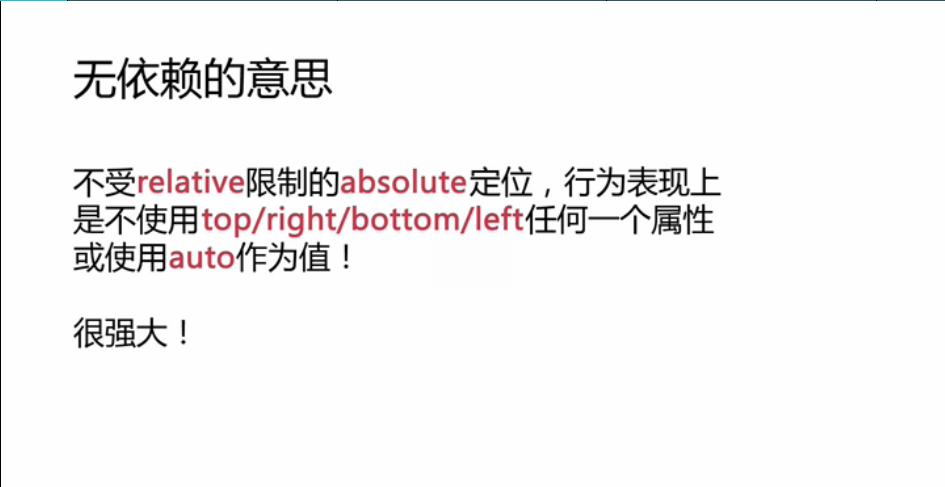 无依赖的意思
不受relative限制的absolute定位，行为表现上
是不使用top/right/bottom/left任何一个属性
或使用auto作为值！
很强大！